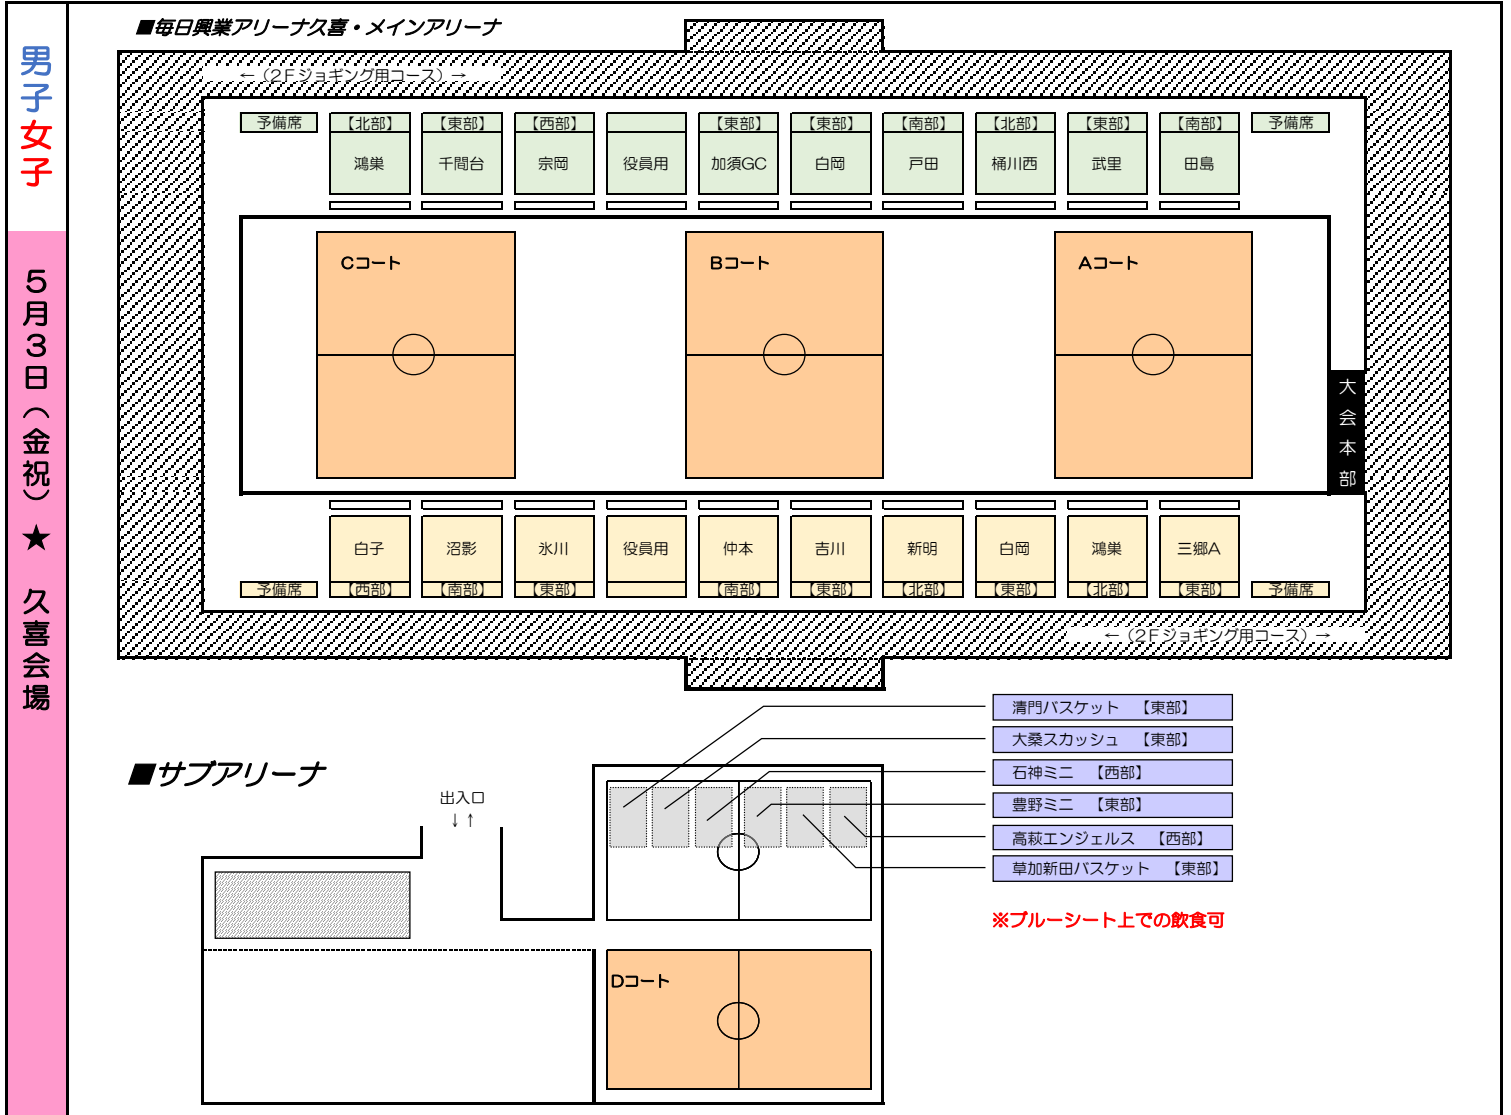 男子女子
５月３日（金祝）★　久喜会場
■毎日興業アリーナ久喜・メインアリーナ
←（２Ｆジョギング用コース）→
予備席 【北部】 【東部】 【西部】 【東部】 【東部】 【南部】 【北部】 【東部】 【南部】 予備席
鴻巣 千間台 宗岡 役員用 加須GC 白岡 戸田 桶川西 武里 田島
Cコート Bコート Aコート
大会本部
白子 沼影 氷川 役員用 仲本 吉川 新明 白岡 鴻巣 三郷A
予備席 【西部】 【南部】 【東部】 【南部】 【東部】 【北部】 【東部】 【北部】 【東部】 予備席
←（２Ｆジョギング用コース）→
清門バスケット　【東部】
大桑スカッシュ　【東部】
石神ミニ　【西部】
豊野ミニ　【東部】
高萩エンジェルス　【西部】
草加新田バスケット　【東部】
※ブルーシート上での飲食可
■サブアリーナ
出入口
↓↑
Dコート